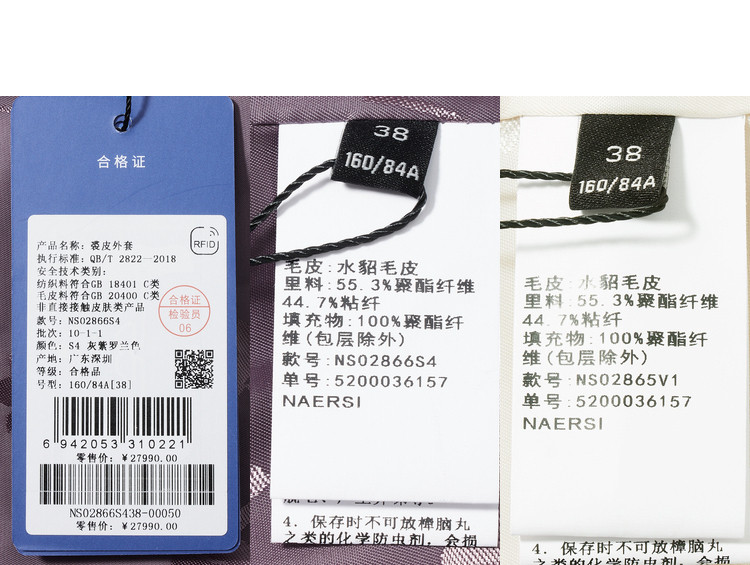 合格证
RFID
产品名称: 裘皮外套
执行标准: QB/T 2822—2018
安全技术类别:
纺织料符合GB 18401 C类
毛皮料符合GB 20400 C类
非直接接触皮肤类产品
款号: NS02866S4
批次: 10-1-1
颜色: S4 灰紫罗兰色
产地: 广东深圳
等级: 合格品
号型: 160/84A[38]
合格证
检验员
06
6 942053 310221
零售价: ¥27990.00
NS02866S438-00050
零售价: ¥27990.00
38
160/84A
毛皮:水貂毛皮
里料:55.3%聚酯纤维
44.7%粘纤
填充物:100%聚酯纤
维(包层除外)
款号:NS02866S4
单号:5200036157
NAERSI
4. 保存时不可放樟脑丸
之类的化学防虫剂, 会损
38
160/84A
毛皮:水貂毛皮
里料:55.3%聚酯纤维
44.7%粘纤
填充物:100%聚酯纤
维(包层除外)
款号:NS02865V1
单号:5200036157
NAERSI
4. 保存时不可放樟脑丸
之类的化学防虫剂, 会损